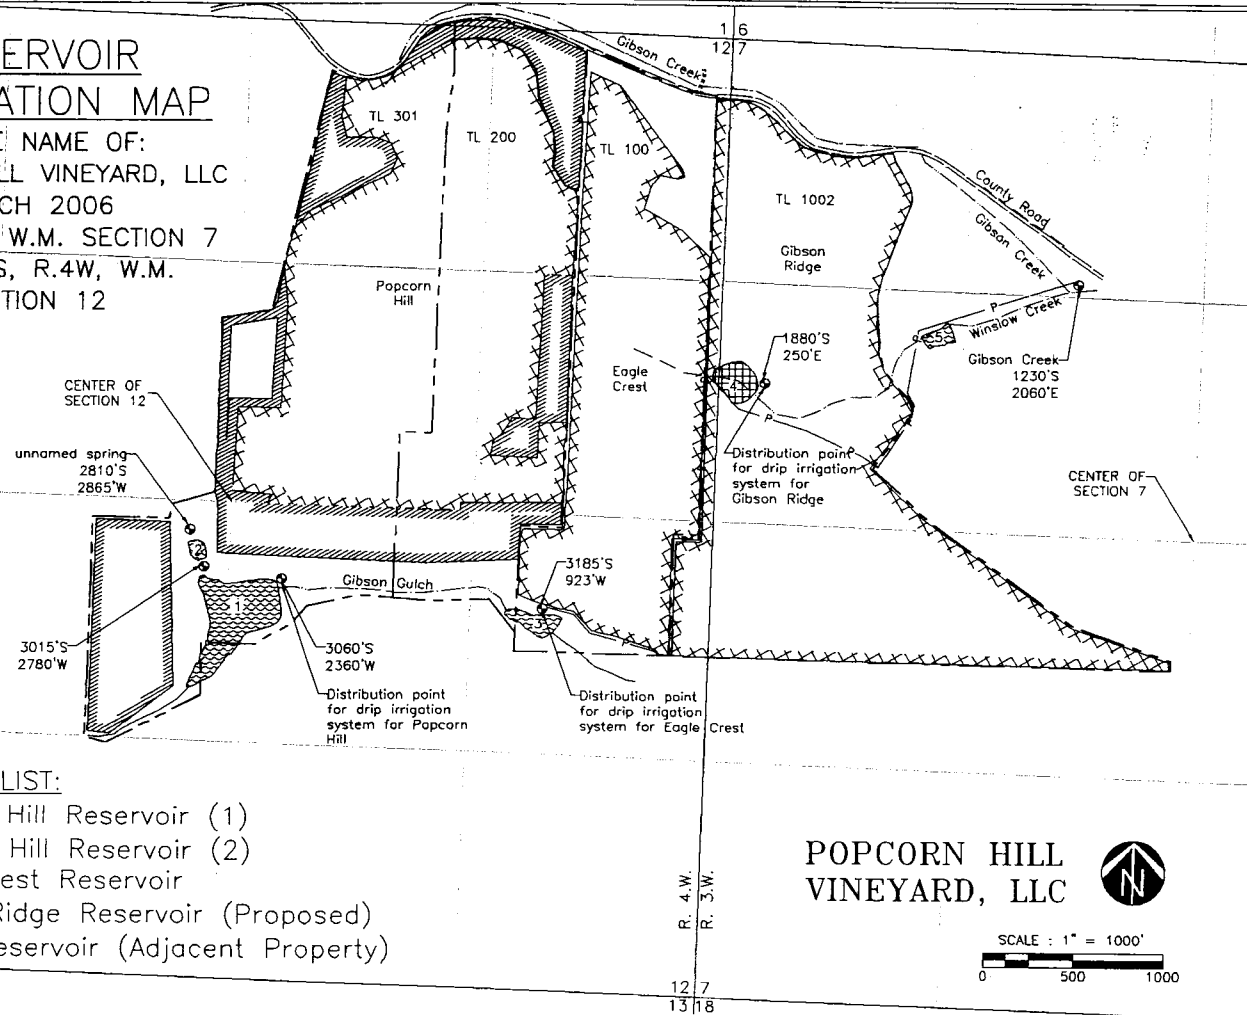 ERVOIR
ATION MAP
E NAME OF:
LL VINEYARD, LLC
CH 2006
W.M. SECTION 7
S, R.4W, W.M.
TION 12
1 6
12 7
Gibson Creek
TL 301
TL 200
TL 100
TL 1002
County Road
Gibson Creek
Gibson
Ridge
Popcorn
Hill
P
Winslow Creek
5
Gibson Creek
1230'S
2060'E
1880'S
250'E
Eagle
Crest
4
CENTER OF
SECTION 12
P
P
unnamed spring
2810'S
2865'W
Distribution point
for drip irrigation
system for
Gibson Ridge
CENTER OF
SECTION 7
2
1
Gibson Gulch
3185'S
923'W
3
P
3015'S
2780'W
3060'S
2360'W
Distribution point
for drip irrigation
system for Popcorn
Hill
Distribution point
for drip irrigation
system for Eagle Crest
LIST:
Hill Reservoir (1)
Hill Reservoir (2)
est Reservoir
Ridge Reservoir (Proposed)
eservoir (Adjacent Property)
R. 4.W.
R. 3.W.
POPCORN HILL
VINEYARD, LLC
N
SCALE : 1" = 1000'
0 500 1000
12 7
13 18